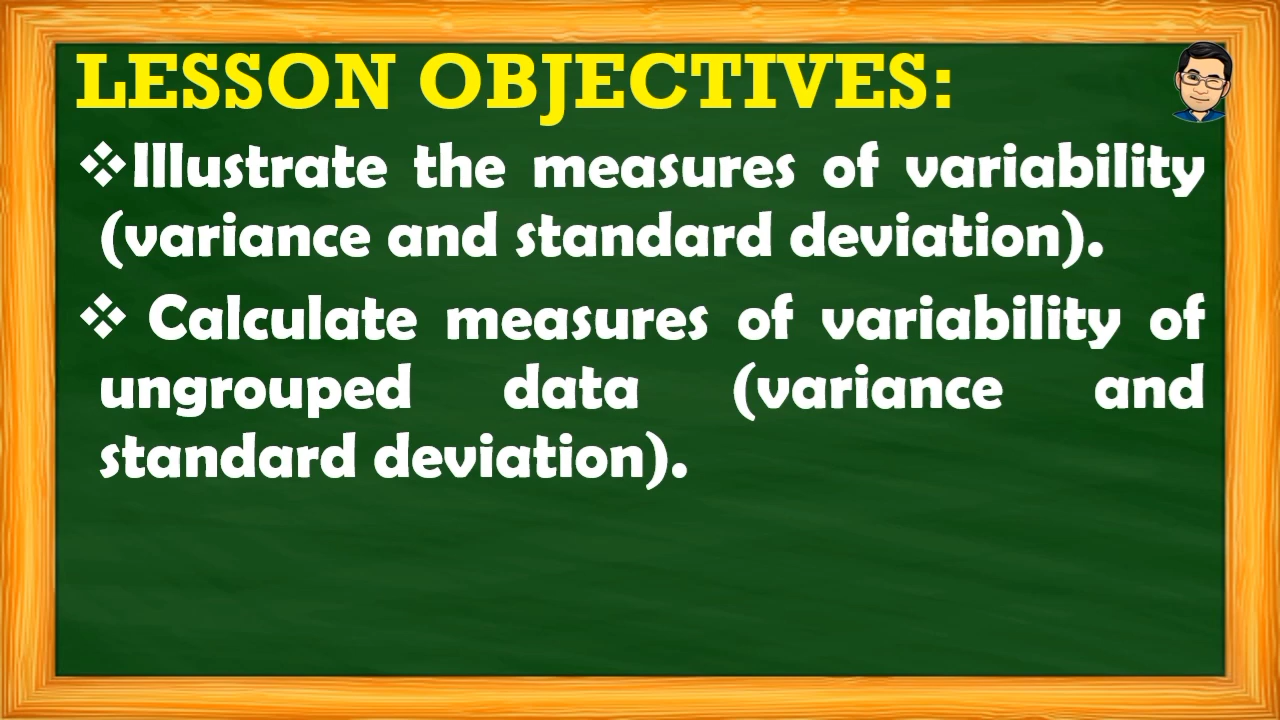 LESSON OBJECTIVES:
❖Illustrate the measures of variability
(variance and standard deviation).
❖ Calculate measures of variability of
ungrouped data (variance and
standard deviation).